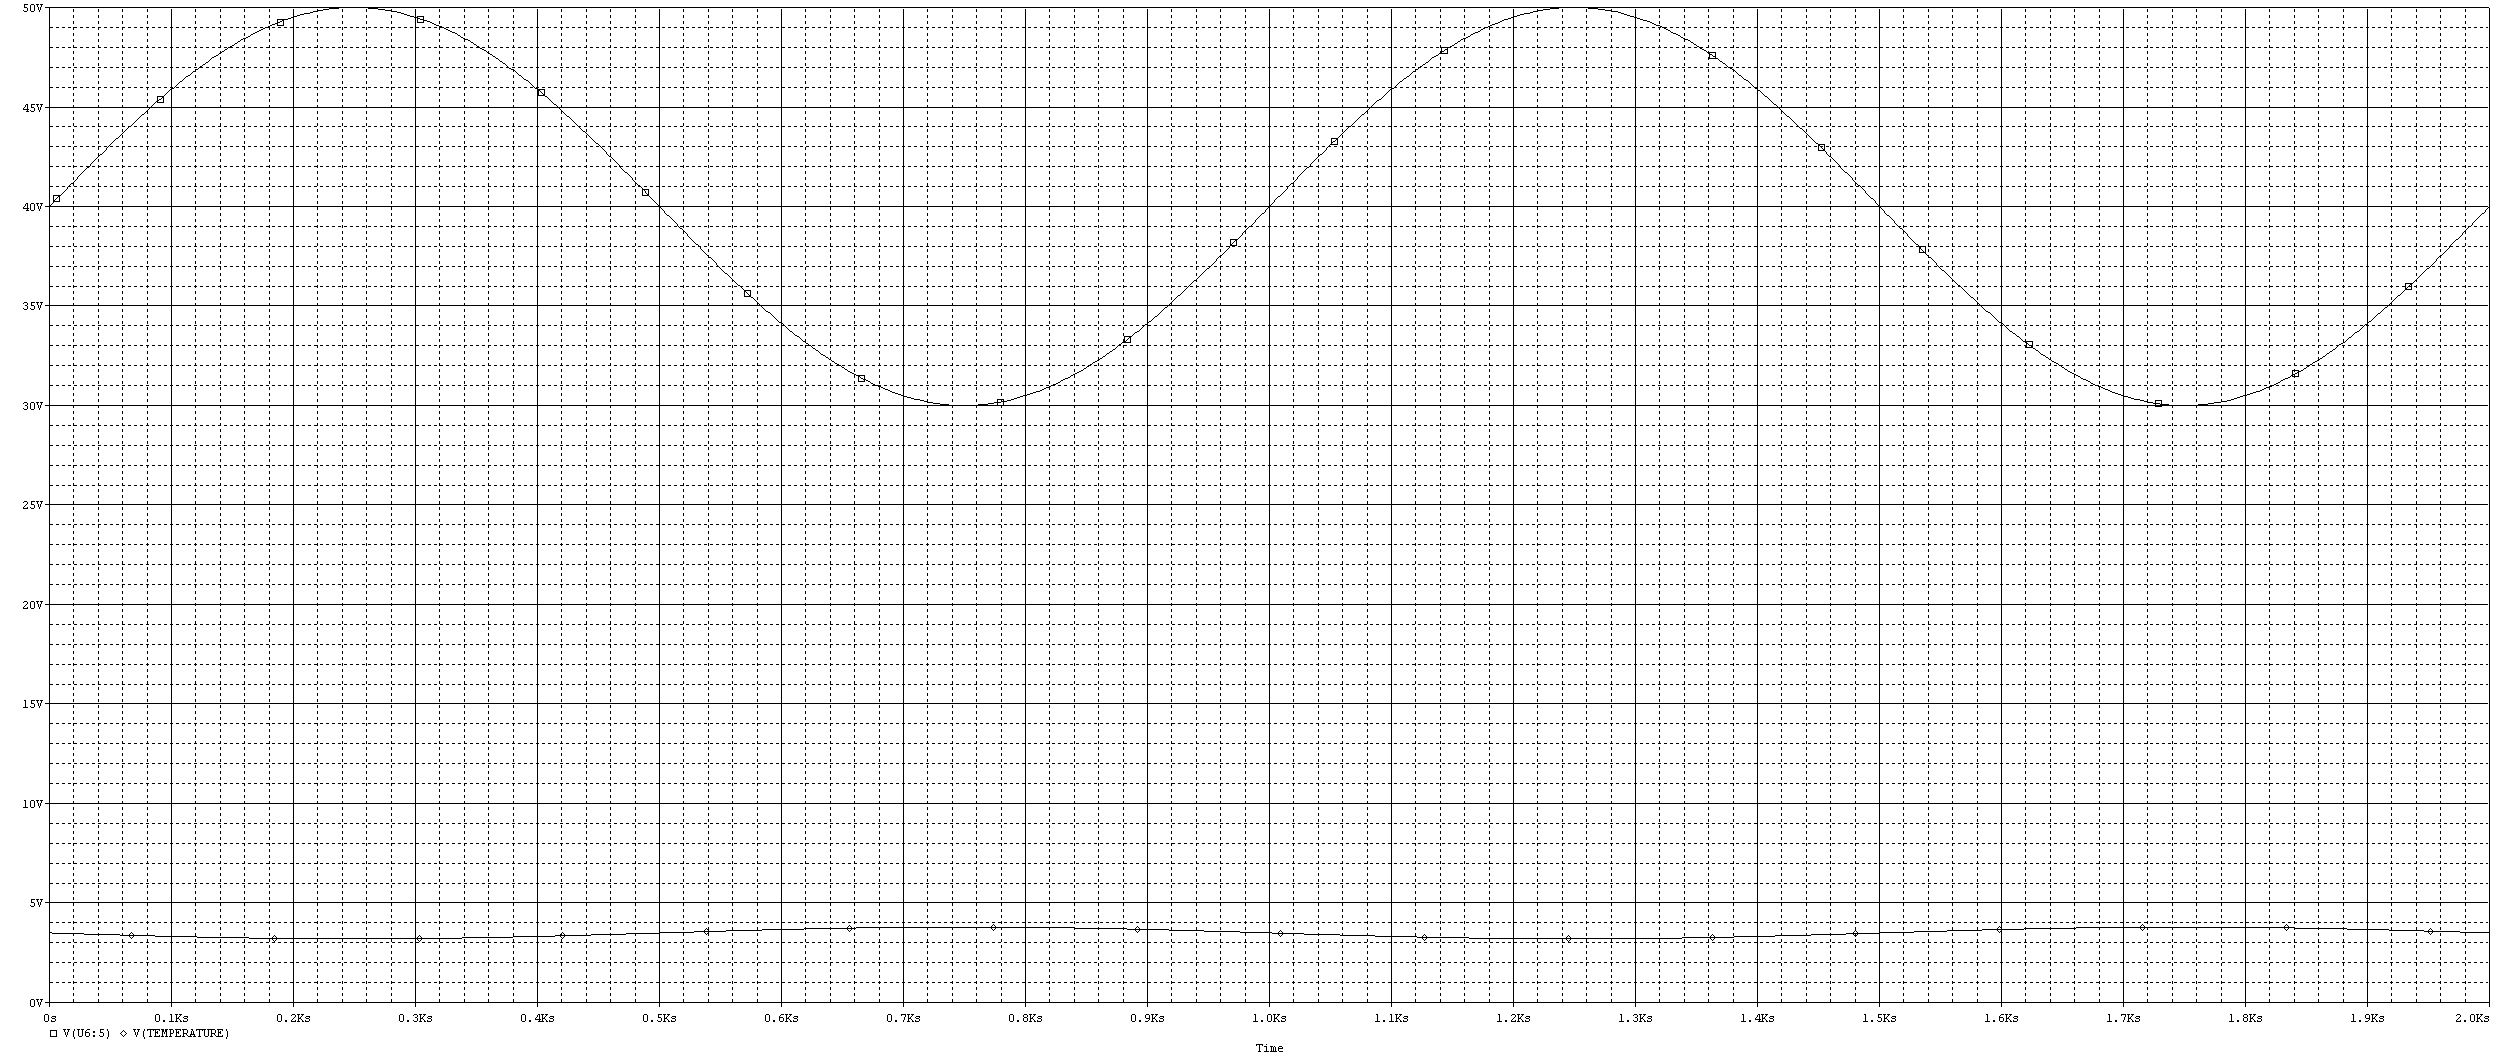 50V
45V
40V
35V
30V
25V
20V
15V
10V
5V
0V
0s 0.1Ks 0.2Ks 0.3Ks 0.4Ks 0.5Ks 0.6Ks 0.7Ks 0.8Ks 0.9Ks 1.0Ks 1.1Ks 1.2Ks 1.3Ks 1.4Ks 1.5Ks 1.6Ks 1.7Ks 1.8Ks 1.9Ks 2.0Ks
V(U6:5) V(TEMPERATURE)
Time